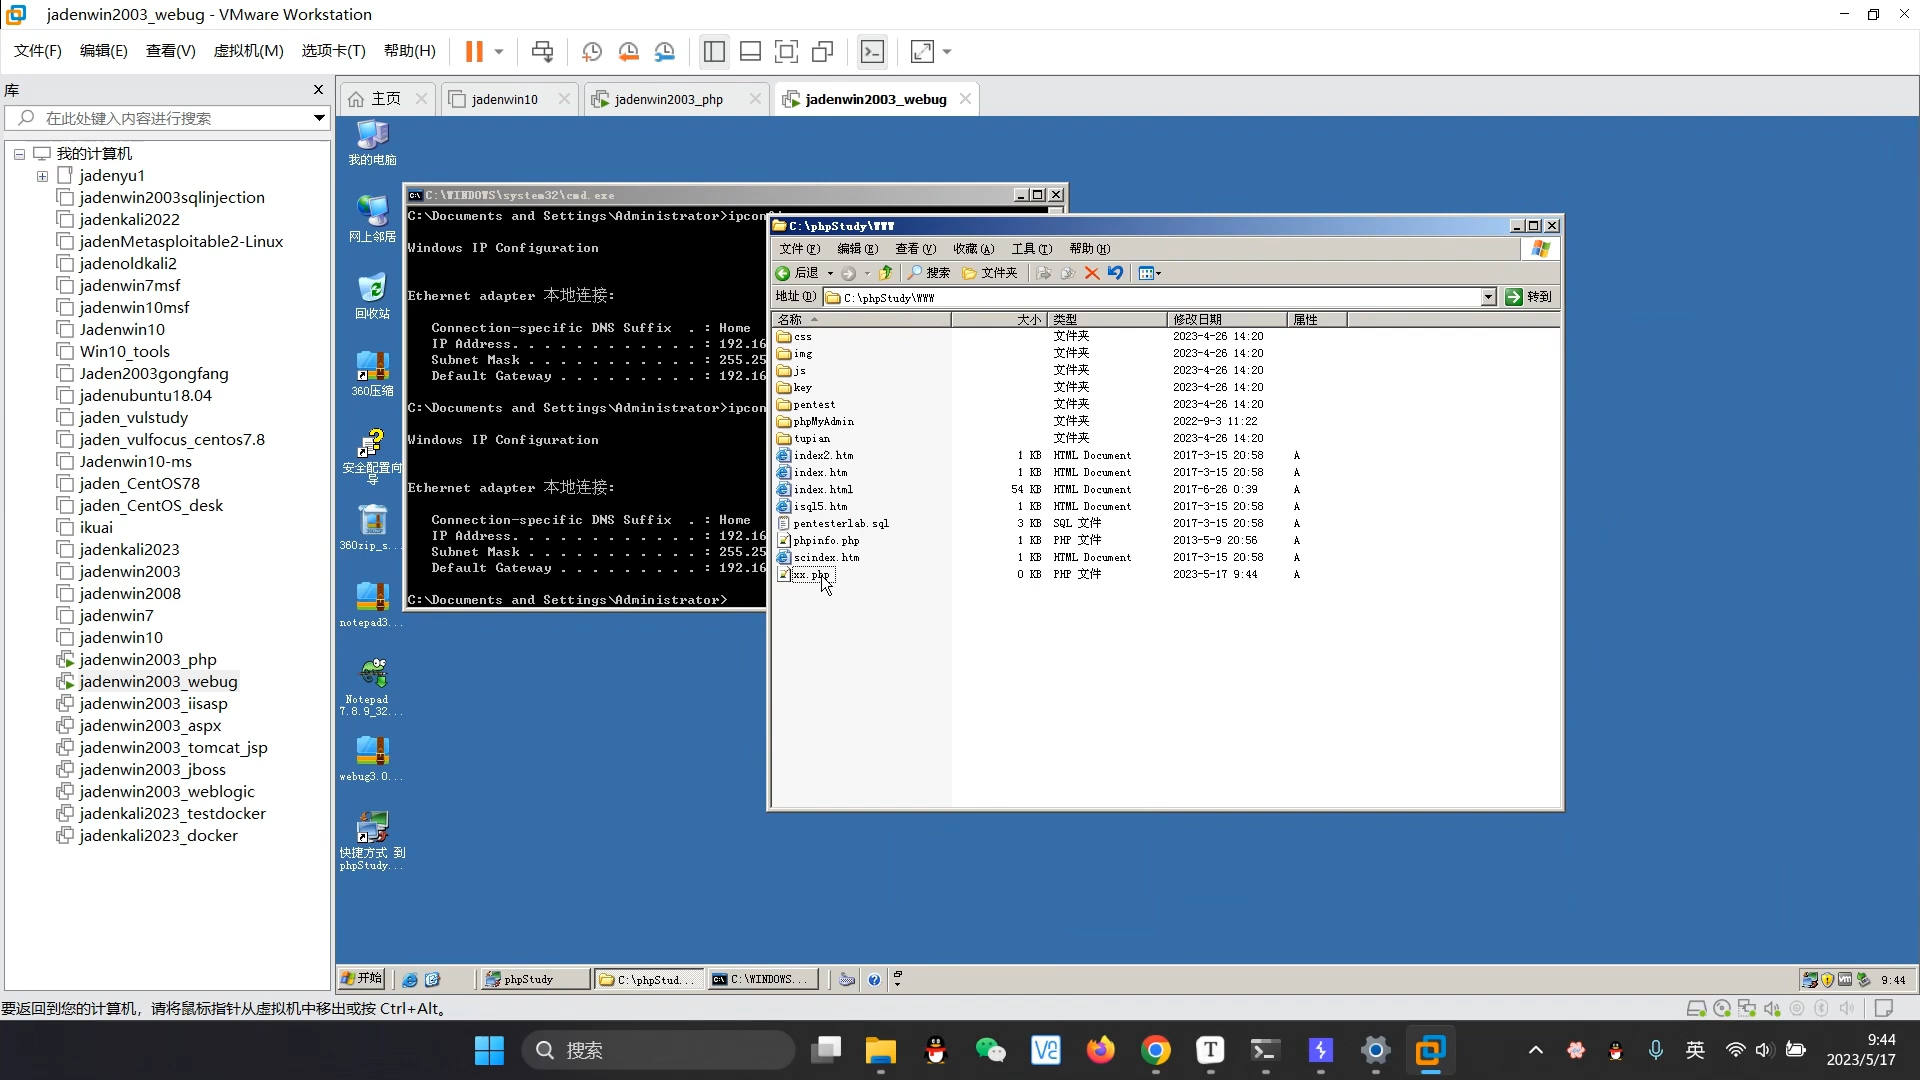 jadenwin2003_webug - VMware Workstation
文件(F) 编辑(E) 查看(V) 虚拟机(M) 选项卡(T) 帮助(H)
库
在此处键入内容进行搜索
我的计算机
jadenyu1
jadenwin2003sqlinjection
jadenkali2022
jadenMetasploitable2-Linux
jadenoldkali2
jadenwin7msf
jadenwin10msf
Jadenwin10
Win10_tools
Jaden2003gongfang
jadenubuntu18.04
jaden_vulstudy
jaden_vulfocus_centos7.8
Jadenwin10-ms
jaden_CentOS78
jaden_CentOS_desk
ikuai
jadenkali2023
jadenwin2003
jadenwin2008
jadenwin7
jadenwin10
jadenwin2003_php
jadenwin2003_webug
jadenwin2003_iisasp
jadenwin2003_aspx
jadenwin2003_tomcat_jsp
jadenwin2003_jboss
jadenwin2003_weblogic
jadenkali2023_testdocker
jadenkali2023_docker
主页 jadenwin10 jadenwin2003_php jadenwin2003_webug
我的电脑
网上邻居
回收站
360压缩
安全配置向
导
360zip_s...
notepad3...
Notepad
7.8.9_32...
webug3.0...
快捷方式 到
phpStudy...
C:\WINDOWS\system32\cmd.exe
C:\Documents and Settings\Administrator>ipconfi
Windows IP Configuration
Ethernet adapter 本地连接:
Connection-specific DNS Suffix . : Home
IP Address. . . . . . . . . . . . : 192.16
Subnet Mask . . . . . . . . . . . : 255.25
Default Gateway . . . . . . . . . : 192.16
C:\Documents and Settings\Administrator>ipcon
Windows IP Configuration
Ethernet adapter 本地连接:
Connection-specific DNS Suffix . : Home
IP Address. . . . . . . . . . . . : 192.16
Subnet Mask . . . . . . . . . . . : 255.25
Default Gateway . . . . . . . . . : 192.16
C:\Documents and Settings\Administrator>
C:\phpStudy\WWW
文件(F) 编辑(E) 查看(V) 收藏(A) 工具(T) 帮助(H)
后退 搜索 文件夹
地址(D) C:\phpStudy\WWW 转到
名称 大小 类型 修改日期 属性
css 文件夹 2023-4-26 14:20
img 文件夹 2023-4-26 14:20
js 文件夹 2023-4-26 14:20
key 文件夹 2023-4-26 14:20
pentest 文件夹 2023-4-26 14:20
phpMyAdmin 文件夹 2022-9-3 11:22
tupian 文件夹 2023-4-26 14:20
index2.htm 1 KB HTML Document 2017-3-15 20:58 A
index.htm 1 KB HTML Document 2017-3-15 20:58 A
index.html 54 KB HTML Document 2017-6-26 0:39 A
isql5.htm 1 KB HTML Document 2017-3-15 20:58 A
pentesterlab.sql 3 KB SQL 文件 2017-3-15 20:58 A
phpinfo.php 1 KB PHP 文件 2013-5-9 20:56 A
scindex.htm 1 KB HTML Document 2017-3-15 20:58 A
xx.php 0 KB PHP 文件 2023-5-17 9:44 A
开始 phpStudy C:\phpStud... C:\WINDOWS... 9:44
要返回到您的计算机，请将鼠标指针从虚拟机中移出或按 Ctrl+Alt。
搜索 英 9:44
2023/5/17